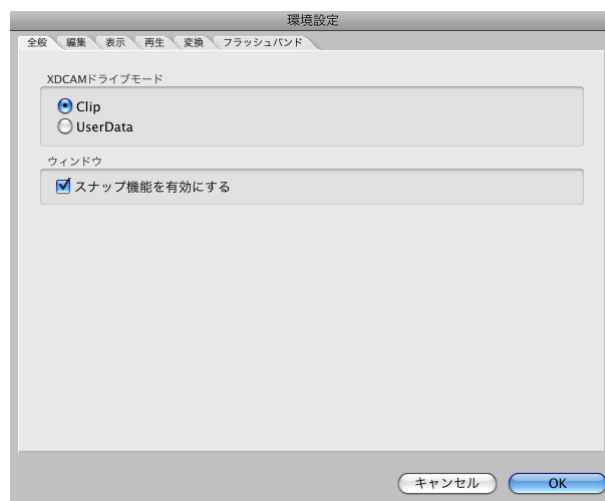 環境設定
全般 編集 表示 再生 変換 フラッシュバンド
XDCAMドライブモード
Clip
UserData
ウィンドウ
スナップ機能を有効にする
キャンセル OK